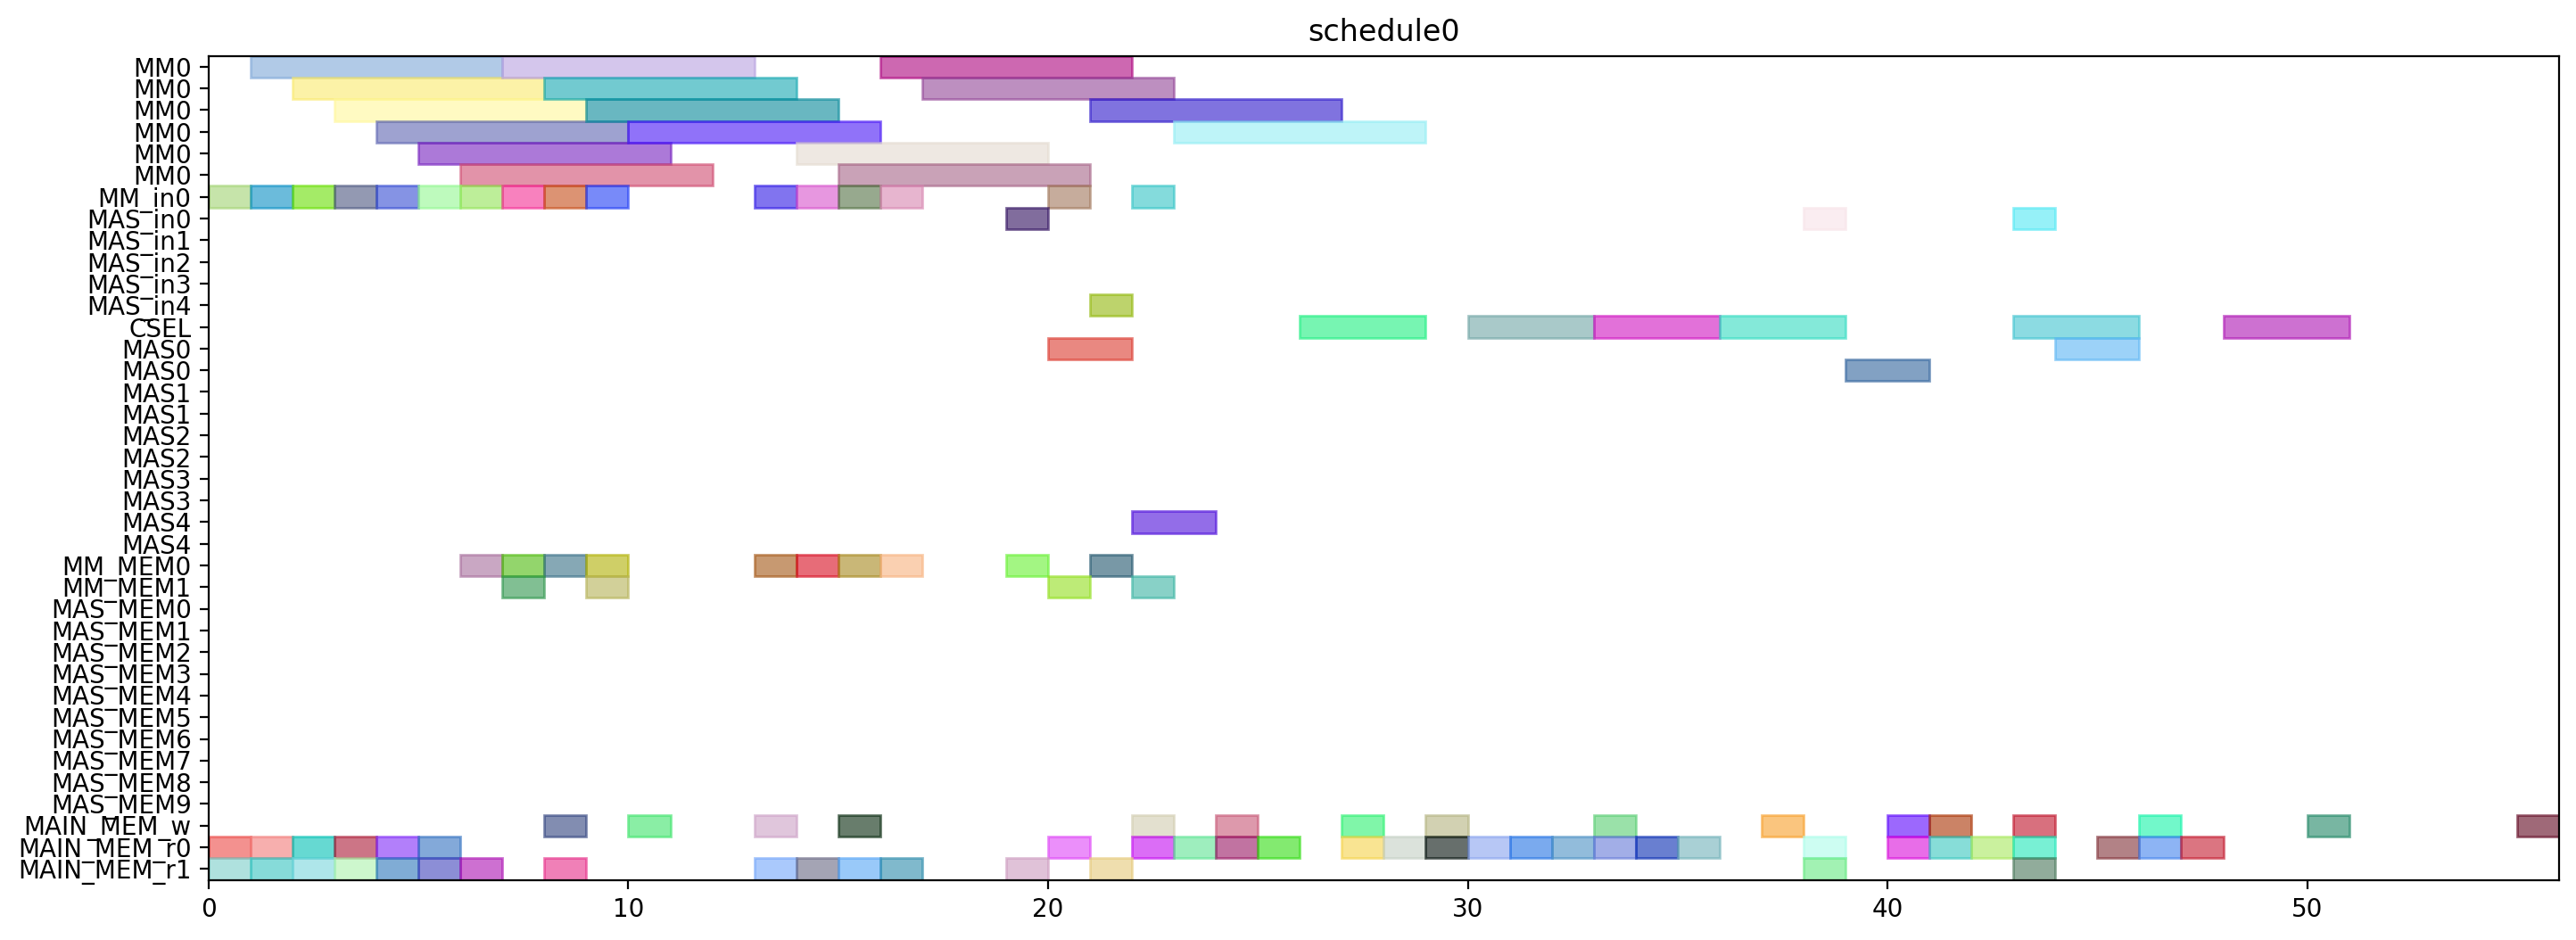 schedule0
MM0
MM0
MM0
MM0
MM0
MM0
MM_in0
MAS_in0
MAS_in1
MAS_in2
MAS_in3
MAS_in4
CSEL
MAS0
MAS0
MAS1
MAS1
MAS2
MAS2
MAS3
MAS3
MAS4
MAS4
MM_MEM0
MM_MEM1
MAS_MEM0
MAS_MEM1
MAS_MEM2
MAS_MEM3
MAS_MEM4
MAS_MEM5
MAS_MEM6
MAS_MEM7
MAS_MEM8
MAS_MEM9
MAIN_MEM_w
MAIN_MEM_r0
MAIN_MEM_r1
0 10 20 30 40 50